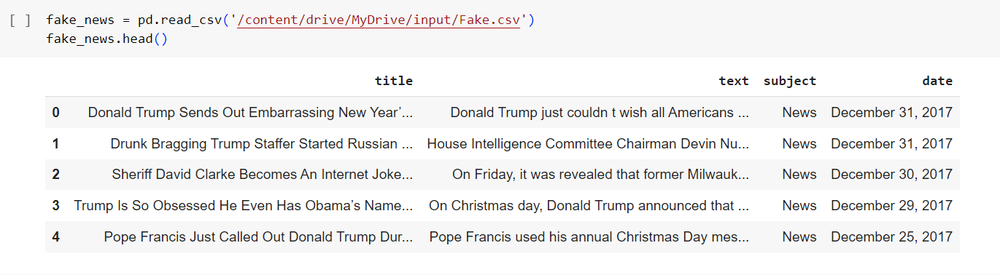 [ ] fake_news = pd.read_csv('/content/drive/MyDrive/input/Fake.csv')
fake_news.head()
title text subject date
0 Donald Trump Sends Out Embarrassing New Year’... Donald Trump just couldn t wish all Americans ... News December 31, 2017
1 Drunk Bragging Trump Staffer Started Russian ... House Intelligence Committee Chairman Devin Nu... News December 31, 2017
2 Sheriff David Clarke Becomes An Internet Joke... On Friday, it was revealed that former Milwauk... News December 30, 2017
3 Trump Is So Obsessed He Even Has Obama’s Name... On Christmas day, Donald Trump announced that ... News December 29, 2017
4 Pope Francis Just Called Out Donald Trump Dur... Pope Francis used his annual Christmas Day mes... News December 25, 2017